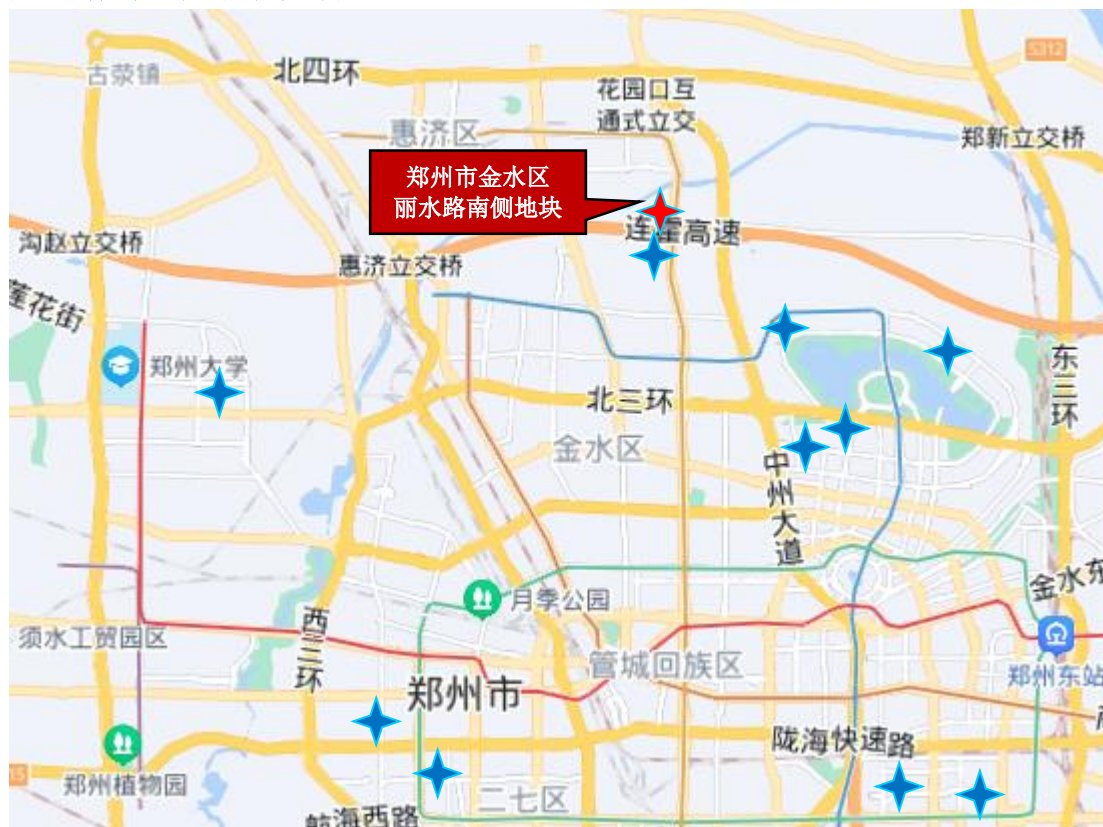 S312
北四环
古荥镇
花园口互
通式立交
惠济区
郑新立交桥
郑州市金水区
丽水路南侧地块
连霍高速
沟赵立交桥
惠济立交桥
莲花街
郑州大学
东三环
北三环
金水区
中州大道
金水东
月季公园
西三环
须水工贸园区
管城回族区
郑州东站
郑州市
陇海快速路
郑州植物园
二七区
航海西路